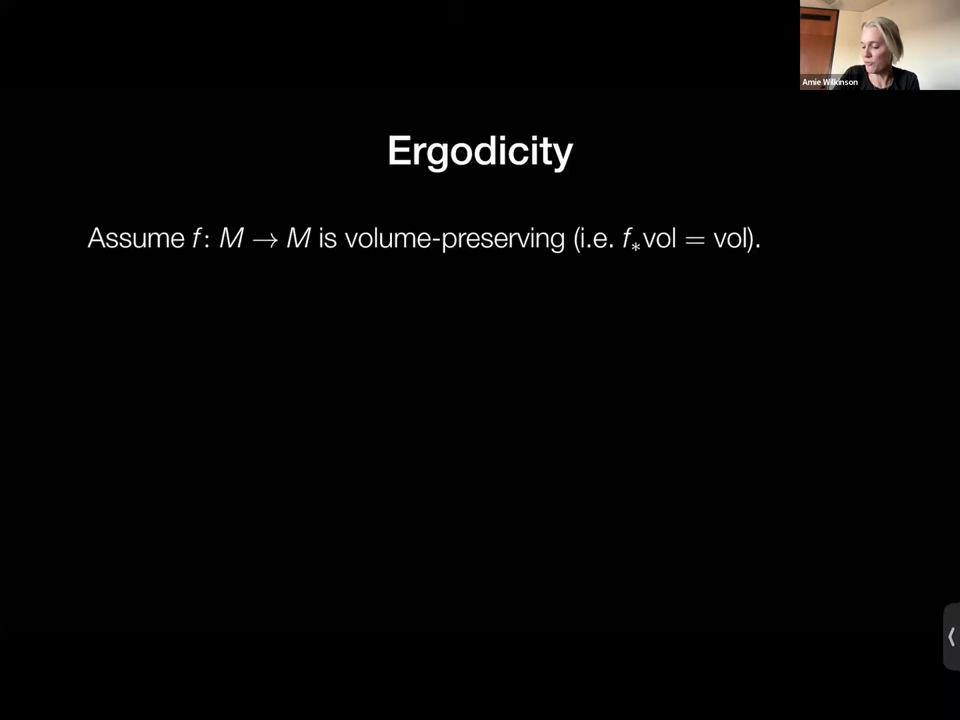 Amie Wilkinson
Ergodicity
Assume f : M → M is volume-preserving (i.e. f∗vol = vol).